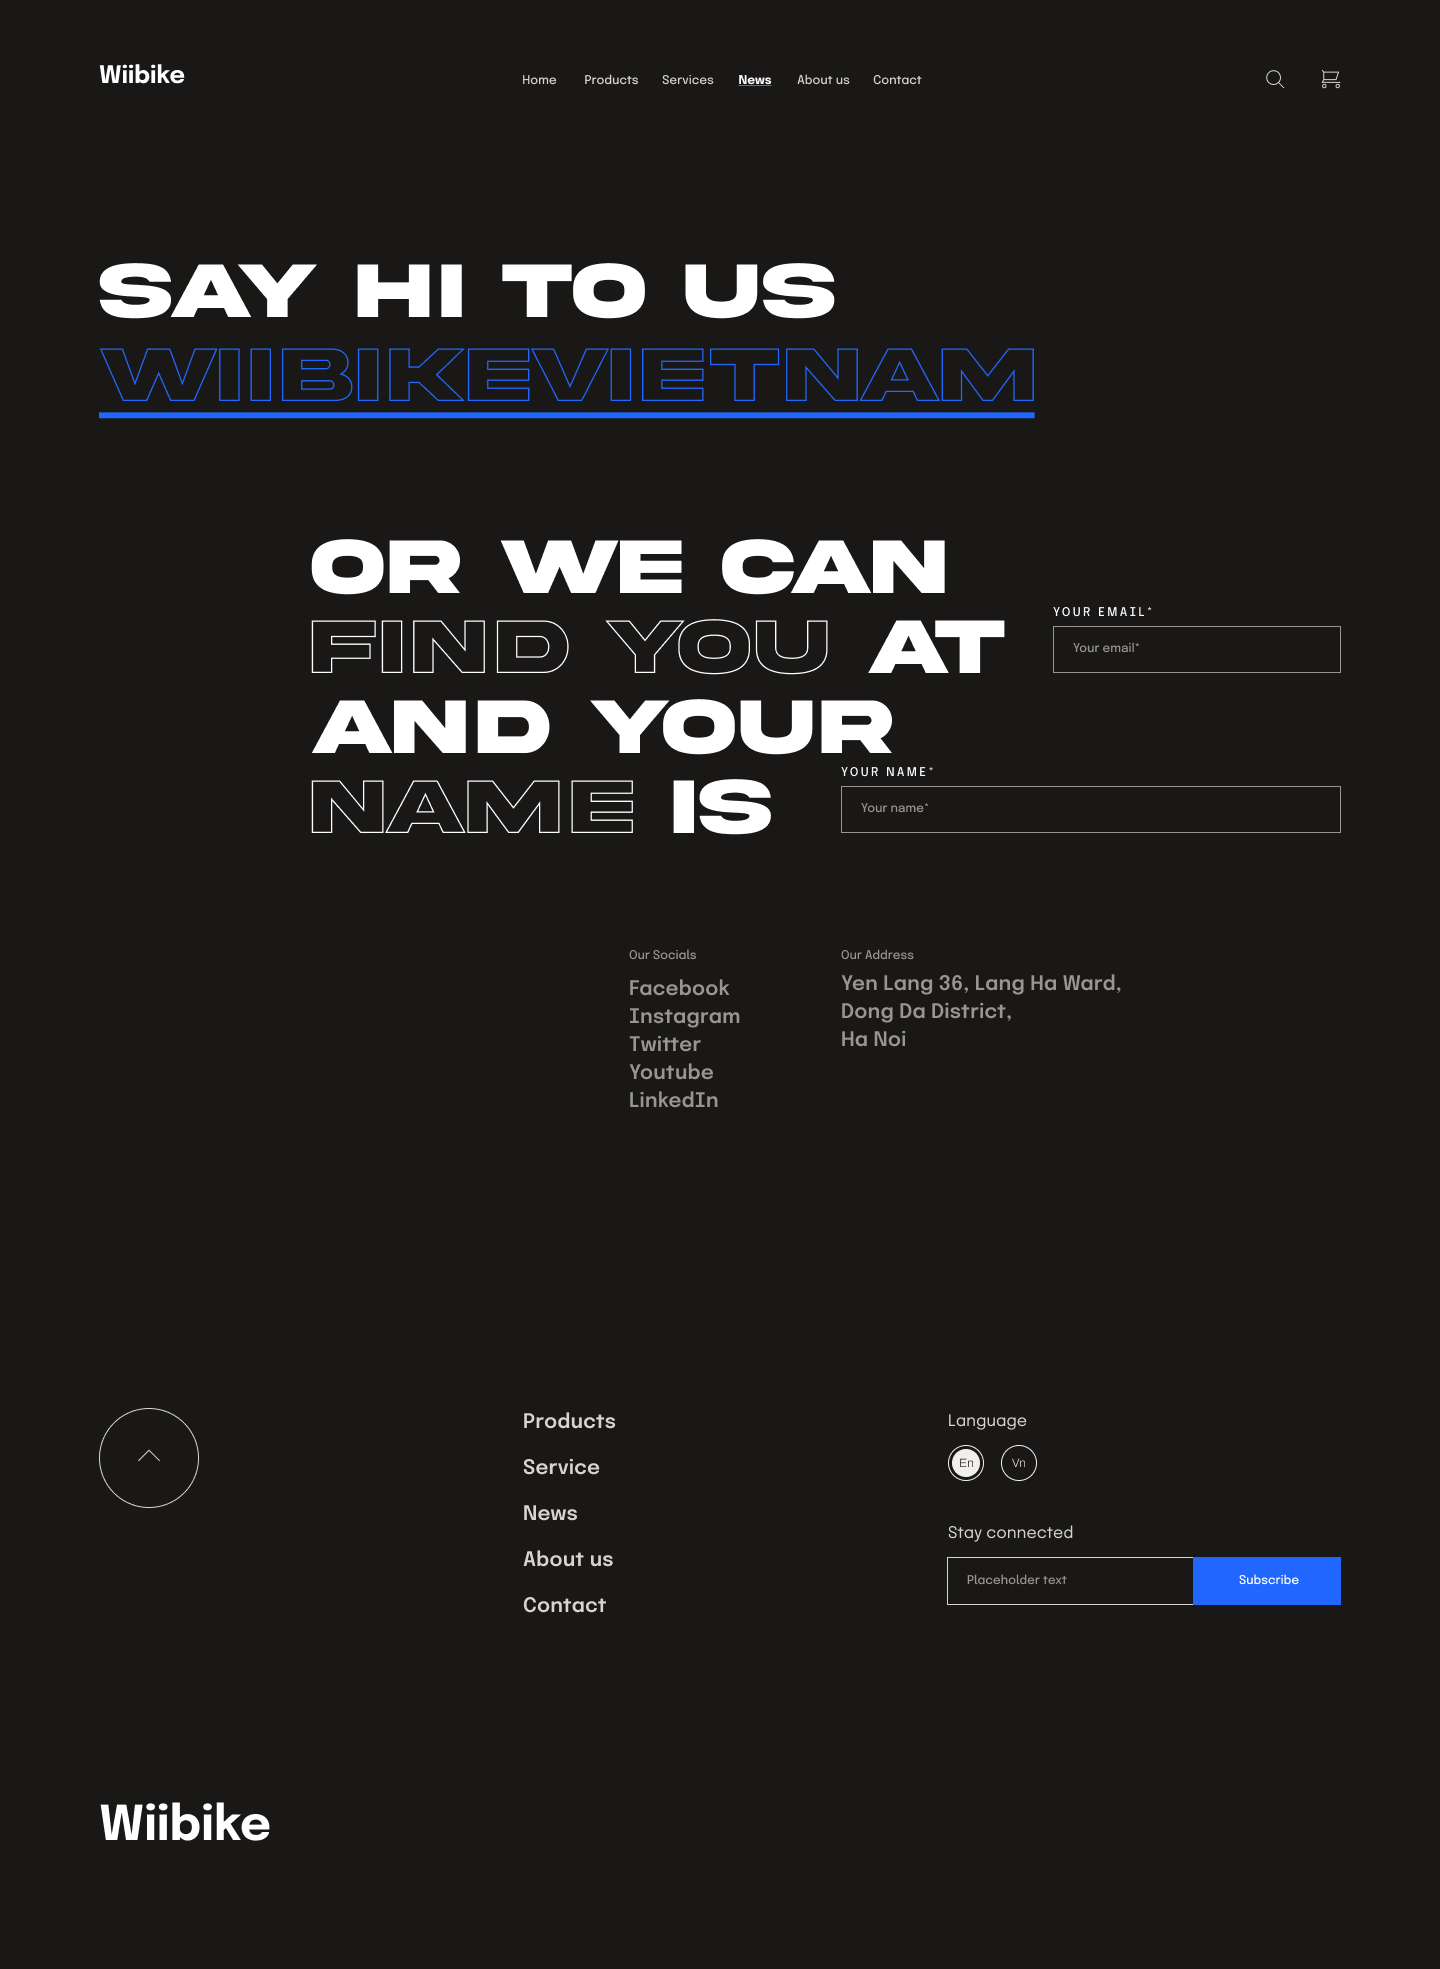 Wiibike
Home Products Services News About us Contact
SAY HI TO US
WIIBIKEVIETNAM
OR WE CAN
FIND YOU AT
YOUR EMAIL*
Your email*
AND YOUR
NAME IS
YOUR NAME*
Your name*
Our Socials
Facebook
Instagram
Twitter
Youtube
LinkedIn
Our Address
Yen Lang 36, Lang Ha Ward,
Dong Da District,
Ha Noi
Products
Service
News
About us
Contact
Language
En Vn
Stay connected
Placeholder text Subscribe
Wiibike